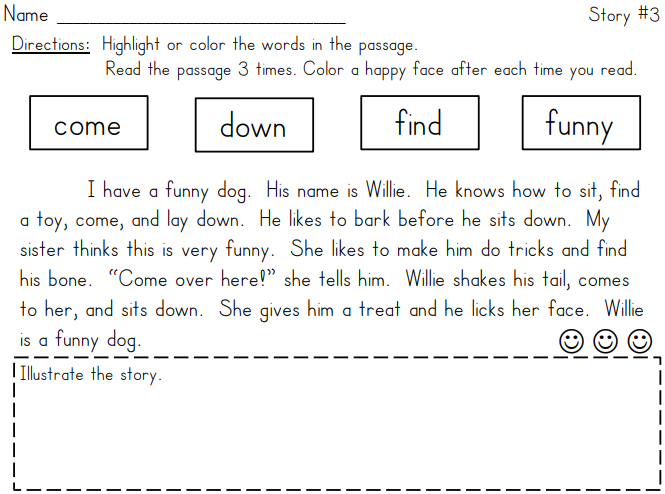 Name ______________________________ Story #3
Directions: Highlight or color the words in the passage.
Read the passage 3 times. Color a happy face after each time you read.
come down find funny
I have a funny dog. His name is Willie. He knows how to sit, find
a toy, come, and lay down. He likes to bark before he sits down. My
sister thinks this is very funny. She likes to make him do tricks and find
his bone. “Come over here!” she tells him. Willie shakes his tail, comes
to her, and sits down. She gives him a treat and he licks her face. Willie
is a funny dog.
Illustrate the story.